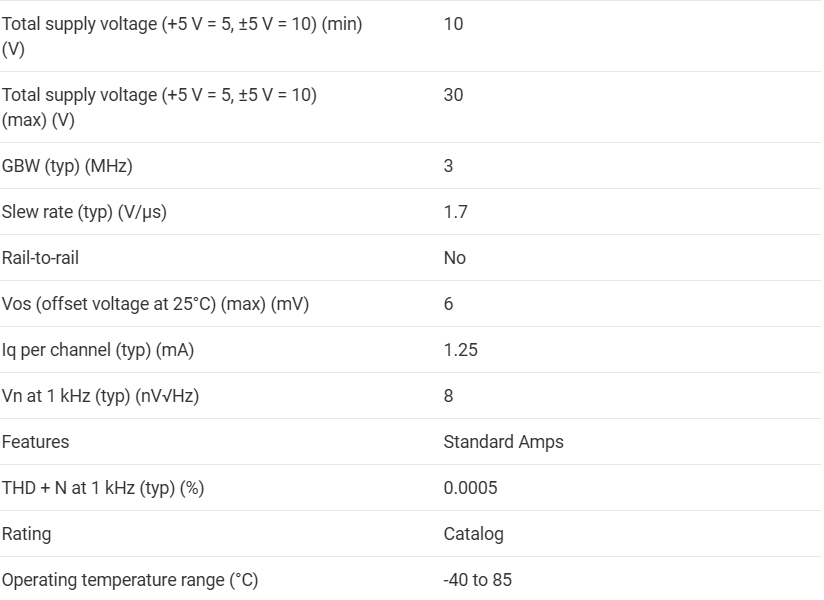 Total supply voltage (+5 V = 5, ±5 V = 10) (min) 10
(V)
Total supply voltage (+5 V = 5, ±5 V = 10) 30
(max) (V)
GBW (typ) (MHz) 3
Slew rate (typ) (V/μs) 1.7
Rail-to-rail No
Vos (offset voltage at 25°C) (max) (mV) 6
Iq per channel (typ) (mA) 1.25
Vn at 1 kHz (typ) (nV√Hz) 8
Features Standard Amps
THD + N at 1 kHz (typ) (%) 0.0005
Rating Catalog
Operating temperature range (°C) -40 to 85